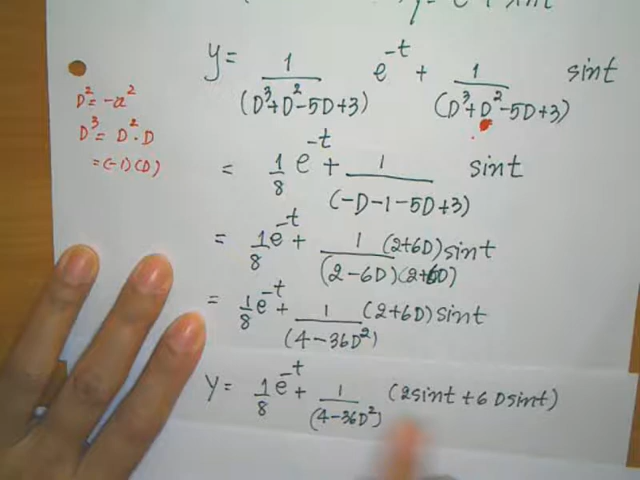 y = e + sint
y = 1/(D³+D²-5D+3) e^-t + 1/(D³+D²-5D+3) sint
D² = -a²
D³ = D²·D
= (-1)(D)
= 1/8 e^-t + 1/(-D-1-5D+3) sint
= 1/8 e^-t + 1/(2-6D)(2+6D) (2+6D)sint
= 1/8 e^-t + 1/(4-36D²) (2+6D)sint
y = 1/8 e^-t + 1/(4-36D²) (2sint + 6Dsint)